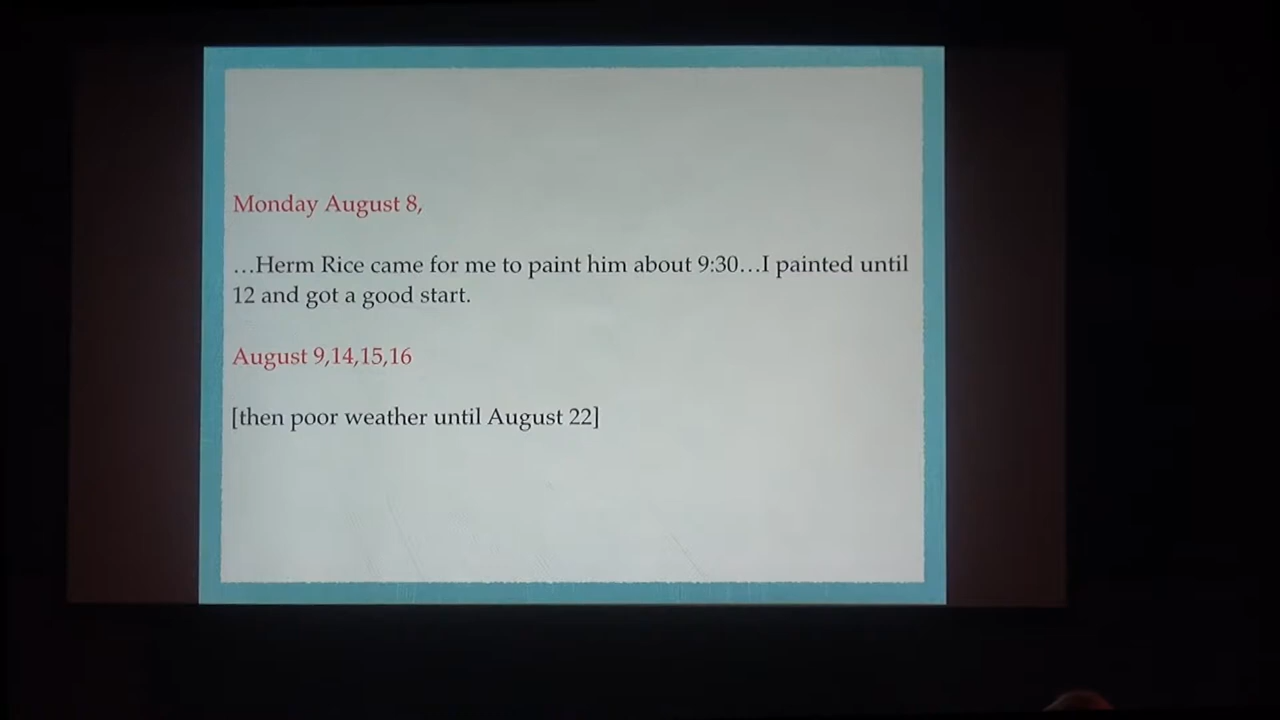 Monday August 8,
…Herm Rice came for me to paint him about 9:30…I painted until
12 and got a good start.
August 9,14,15,16
[then poor weather until August 22]